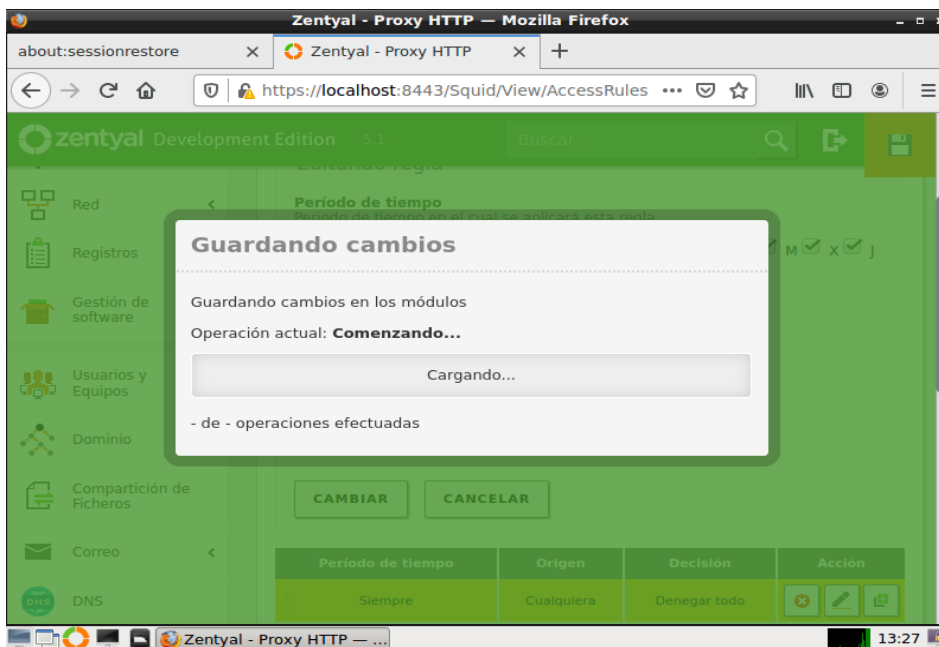 Zentyal - Proxy HTTP — Mozilla Firefox
about:sessionrestore
Zentyal - Proxy HTTP
https://localhost:8443/Squid/View/AccessRules
zentyal Development Edition 5.1
Buscar...
Editando regla
Red
Período de tiempo
Período de tiempo en el cual se aplicará esta regla
Guardando cambios
Registros
M X J
Guardando cambios en los módulos
Gestión de
software
Operación actual: Comenzando...
Cargando...
Usuarios y
Equipos
- de - operaciones efectuadas
Dominio
Compartición de
Ficheros
CAMBIAR CANCELAR
Correo
Período de tiempo Origen Decisión Acción
DNS DNS
Siempre Cualquiera Denegar todo
Zentyal - Proxy HTTP — ...
13:27